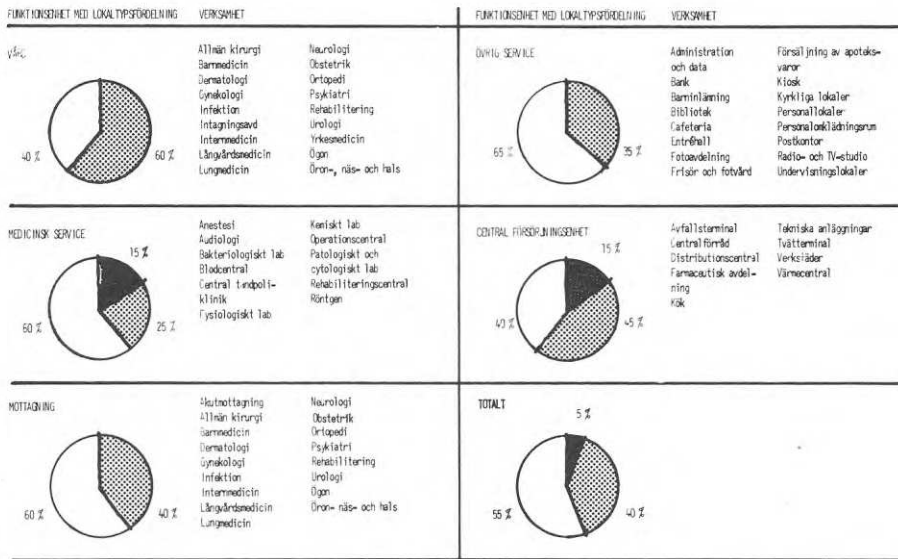 FUNKTIONSENHET MED LOKALTYPSFÖRDELNING VERKSAMHET
VÅRD
40 %
60 %
Allmän kirurgi
Barnmedicin
Dermatologi
Gynekologi
Infektion
Intagningsavd
Internmedicin
Långvårdsmedicin
Lungmedicin
Neurologi
Obstetrik
Ortopedi
Psykiatri
Rehabilitering
Urologi
Yrkesmedicin
Ögon
Öron-, näs- och hals
FUNKTIONSENHET MED LOKALTYPSFÖRDELNING VERKSAMHET
ÖVRIG SERVICE
65 %
35 %
Administration
och data
Bank
Barninlämning
Bibliotek
Cafeteria
Entréhall
Fotoavdelning
Frisör och fotvård
Försäljning av apoteks-
varor
Kiosk
Kyrkliga lokaler
Personallokaler
Personalomklädningsrum
Postkontor
Radio- och TV-studio
Undervisningslokaler
MEDICINSK SERVICE
15 %
60 %
25 %
Anestesi
Audiologi
Bakteriologiskt lab
Blodcentral
Central tandpoli-
klinik
Fysiologiskt lab
Kemiskt lab
Operationscentral
Patologiskt och
cytologiskt lab
Rehabiliteringscentral
Röntgen
CENTRAL FÖRSÖRJNINGSENHET
15 %
40 %
45 %
Avfallsterminal
Centralförråd
Distributionscentral
Farmaceutisk avdel-
ning
Kök
Tekniska anläggningar
Tvätterminal
Verkstäder
Värmecentral
MOTTAGNING
60 %
40 %
Akutmottagning
Allmän kirurgi
Barnmedicin
Dermatologi
Gynekologi
Infektion
Internmedicin
Långvårdsmedicin
Lungmedicin
Neurologi
Obstetrik
Ortopedi
Psykiatri
Rehabilitering
Urologi
Ögon
Öron- näs- och hals
TOTALT
5 %
55 %
40 %